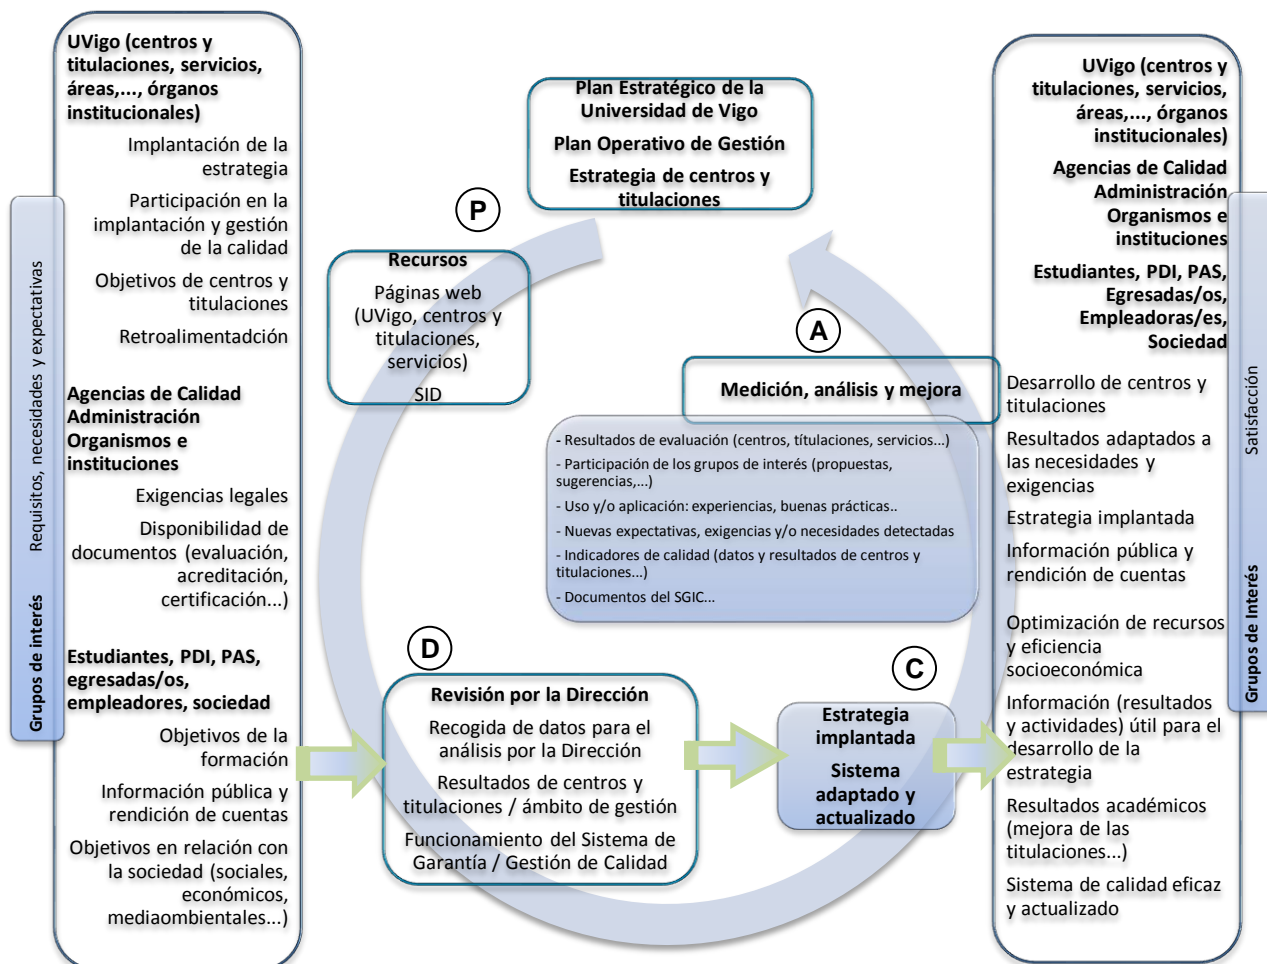 UVigo (centros y
titulaciones, servicios,
áreas,..., órganos
institucionales)
Implantación de la
estrategia
Participación en la
implantación y gestión
de la calidad
Objetivos de centros y
titulaciones
Retroalimentadción
Agencias de Calidad
Administración
Organismos e
instituciones
Exigencias legales
Disponibilidad de
documentos (evaluación,
acreditación,
certificación...)
Estudiantes, PDI, PAS,
egresadas/os,
empleadores, sociedad
Objetivos de la
formación
Información pública y
rendición de cuentas
Objetivos en relación con
la sociedad (sociales,
económicos,
mediaombientales...)
Grupos de interés
Requisitos, necesidades y expectativas
Plan Estratégico de la
Universidad de Vigo
Plan Operativo de Gestión
Estrategia de centros y
titulaciones
P
Recursos
Páginas web
(UVigo, centros y
titulaciones,
servicios)
SID
A
Medición, análisis y mejora
- Resultados de evaluación (centros, títulaciones, servicios...)
- Participación de los grupos de interés (propuestas,
sugerencias,...)
- Uso y/o aplicación: experiencias, buenas prácticas..
- Nuevas expectativas, exigencias y/o necesidades detectadas
- Indicadores de calidad (datos y resultados de centros y
titulaciones...)
- Documentos del SGIC...
D
Revisión por la Dirección
Recogida de datos para el
análisis por la Dirección
Resultados de centros y
titulaciones / ámbito de gestión
Funcionamiento del Sistema de
Garantía / Gestión de Calidad
C
Estrategia
implantada
Sistema
adaptado y
actualizado
UVigo (centros y
titulaciones, servicios,
áreas,..., órganos
institucionales)
Agencias de Calidad
Administración
Organismos e
instituciones
Estudiantes, PDI, PAS,
Egresadas/os,
Empleadoras/es,
Sociedad
Desarrollo de centros y
titulaciones
Resultados adaptados a
las necesidades y
exigencias
Estrategia implantada
Información pública y
rendición de cuentas
Optimización de recursos
y eficiencia
socioeconómica
Información (resultados
y actividades) útil para el
desarrollo de la
estrategia
Resultados académicos
(mejora de las
titulaciones...)
Sistema de calidad eficaz
y actualizado
Grupos de Interés
Satisfacción